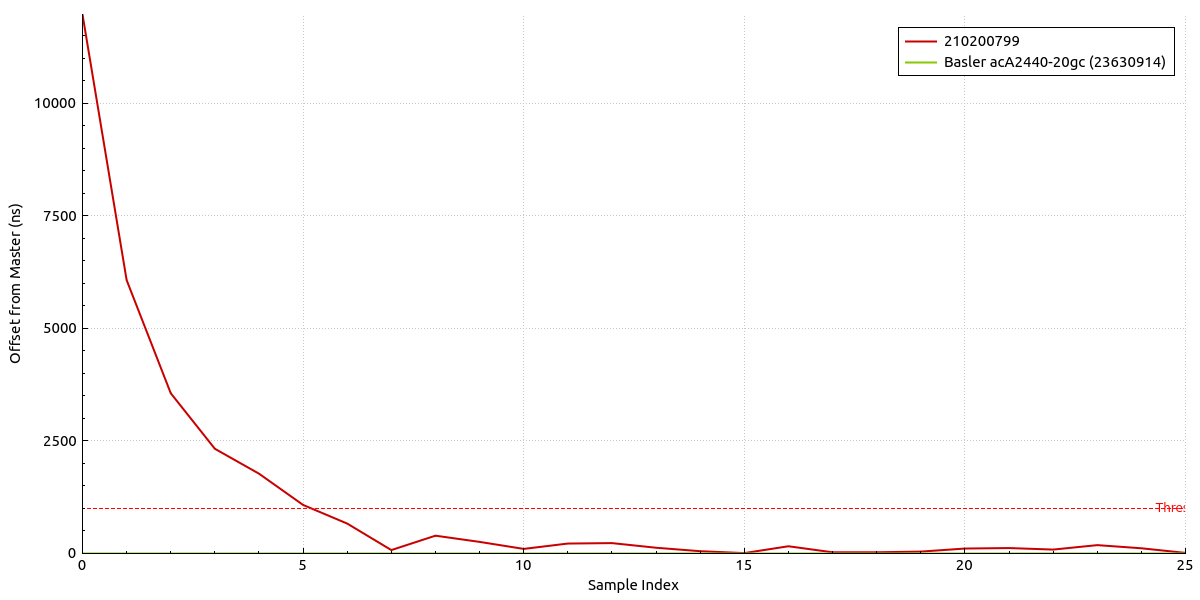 210200799
Basler acA2440-20gc (23630914)
10000
7500
5000
2500
0
Offset from Master (ns)
Thres
0 5 10 15 20 25
Sample Index